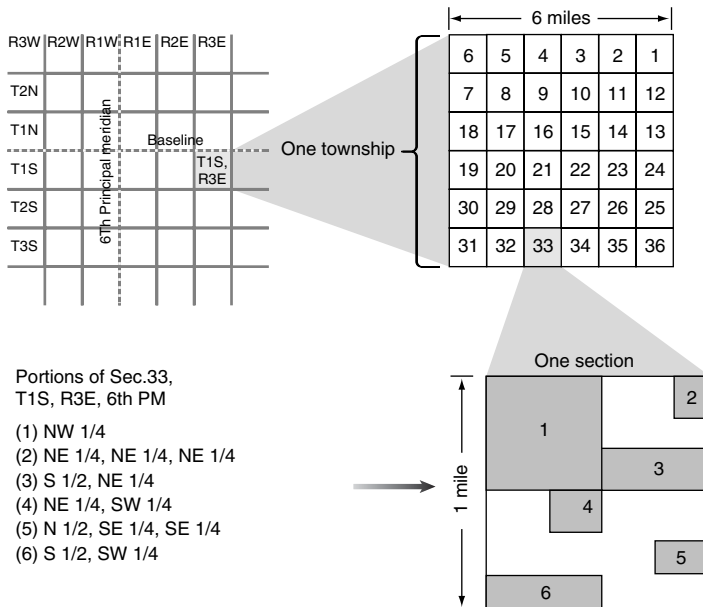 6 miles
R3W R2W R1W R1E R2E R3E
T2N
T1N
T1S
T2S
T3S
6Th Principal meridian
Baseline
T1S,
R3E
One township
6 5 4 3 2 1
7 8 9 10 11 12
18 17 16 15 14 13
19 20 21 22 23 24
30 29 28 27 26 25
31 32 33 34 35 36
One section
Portions of Sec.33,
T1S, R3E, 6th PM
(1) NW 1/4
(2) NE 1/4, NE 1/4, NE 1/4
(3) S 1/2, NE 1/4
(4) NE 1/4, SW 1/4
(5) N 1/2, SE 1/4, SE 1/4
(6) S 1/2, SW 1/4
1 mile
1
2
3
4
5
6